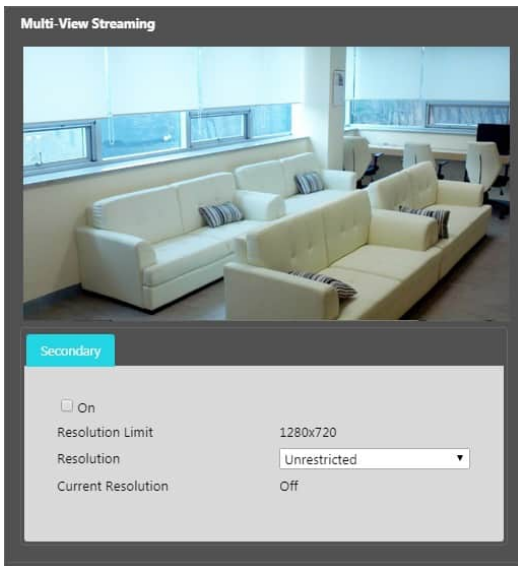 Multi-View Streaming
Secondary
On
Resolution Limit 1280x720
Resolution Unrestricted
Current Resolution Off